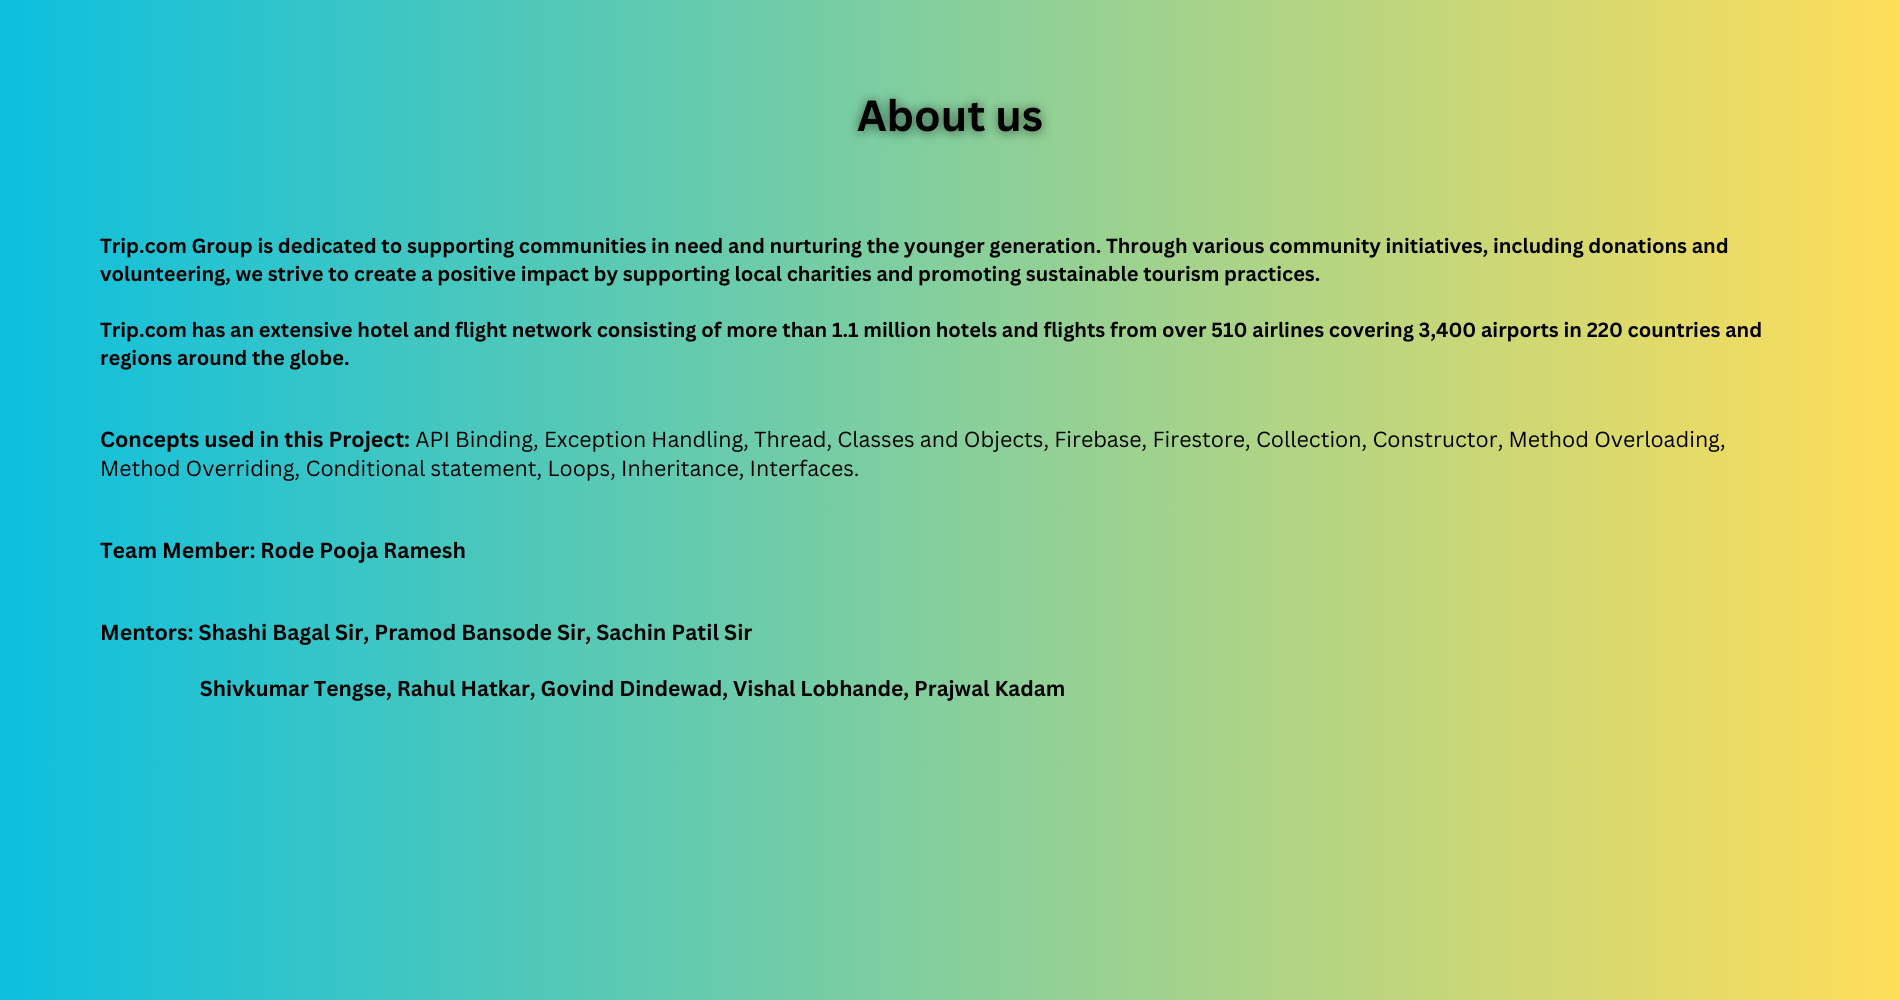 About us
Trip.com Group is dedicated to supporting communities in need and nurturing the younger generation. Through various community initiatives, including donations and
volunteering, we strive to create a positive impact by supporting local charities and promoting sustainable tourism practices.
Trip.com has an extensive hotel and flight network consisting of more than 1.1 million hotels and flights from over 510 airlines covering 3,400 airports in 220 countries and
regions around the globe.
Concepts used in this Project: API Binding, Exception Handling, Thread, Classes and Objects, Firebase, Firestore, Collection, Constructor, Method Overloading,
Method Overriding, Conditional statement, Loops, Inheritance, Interfaces.
Team Member: Rode Pooja Ramesh
Mentors: Shashi Bagal Sir, Pramod Bansode Sir, Sachin Patil Sir
Shivkumar Tengse, Rahul Hatkar, Govind Dindewad, Vishal Lobhande, Prajwal Kadam